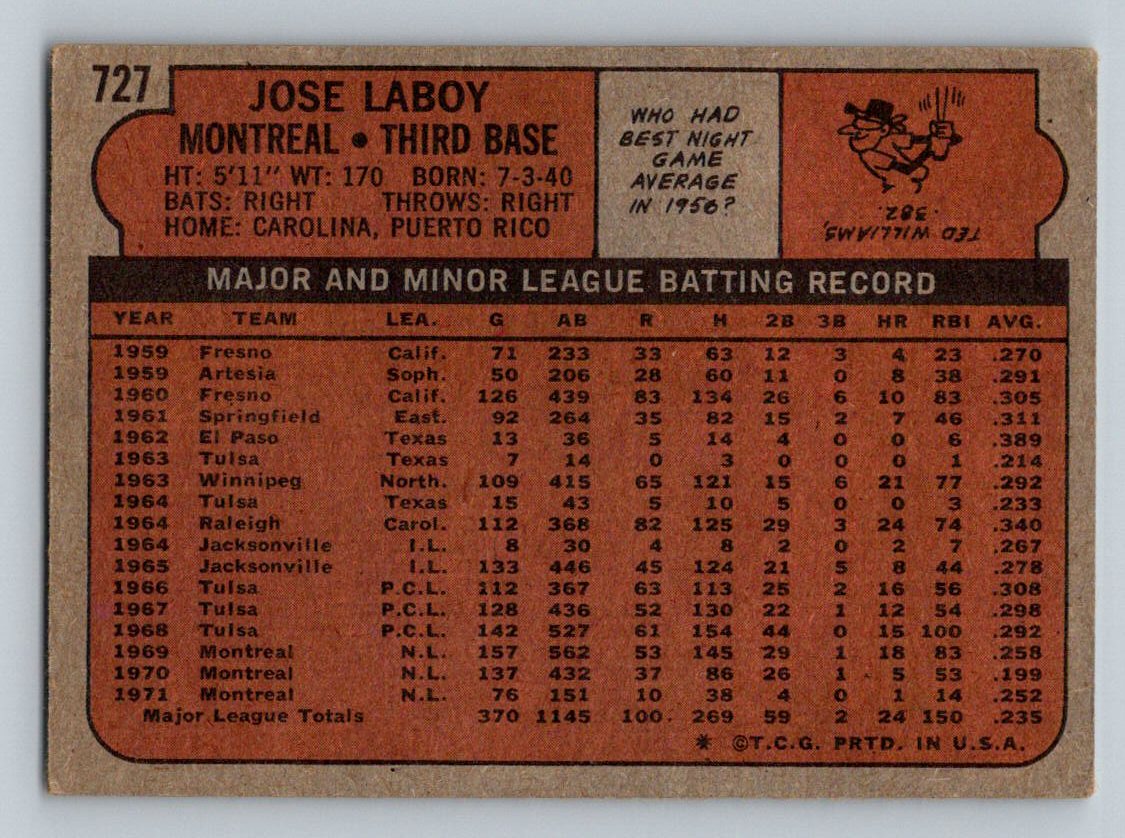 727
JOSE LABOY
MONTREAL • THIRD BASE
HT: 5'11" WT: 170 BORN: 7-3-40
BATS: RIGHT THROWS: RIGHT
HOME: CAROLINA, PUERTO RICO
WHO HAD
BEST NIGHT
GAME
AVERAGE
IN 1956?
TED WILLIAMS,
.382.
MAJOR AND MINOR LEAGUE BATTING RECORD
YEAR TEAM LEA. G AB R H 2B 3B HR RBI AVG.
1959 Fresno Calif. 71 233 33 63 12 3 4 23 .270
1959 Artesia Soph. 50 206 28 60 11 0 8 38 .291
1960 Fresno Calif. 126 439 83 134 26 6 10 83 .305
1961 Springfield East. 92 264 35 82 15 2 7 46 .311
1962 El Paso Texas 13 36 5 14 4 0 0 6 .389
1963 Tulsa Texas 7 14 0 3 0 0 0 1 .214
1963 Winnipeg North. 109 415 65 121 15 6 21 77 .292
1964 Tulsa Texas 15 43 5 10 5 0 0 3 .233
1964 Raleigh Carol. 112 368 82 125 29 3 24 74 .340
1964 Jacksonville I.L. 8 30 4 8 2 0 2 7 .267
1965 Jacksonville I.L. 133 446 45 124 21 5 8 44 .278
1966 Tulsa P.C.L. 112 367 63 113 25 2 16 56 .308
1967 Tulsa P.C.L. 128 436 52 130 22 1 12 54 .298
1968 Tulsa P.C.L. 142 527 61 154 44 0 15 100 .292
1969 Montreal N.L. 157 562 53 145 29 1 18 83 .258
1970 Montreal N.L. 137 432 37 86 26 1 5 53 .199
1971 Montreal N.L. 76 151 10 38 4 0 1 14 .252
Major League Totals 370 1145 100. 269 59 2 24 150 .235
* ©T.C.G. PRTD. IN U.S.A.